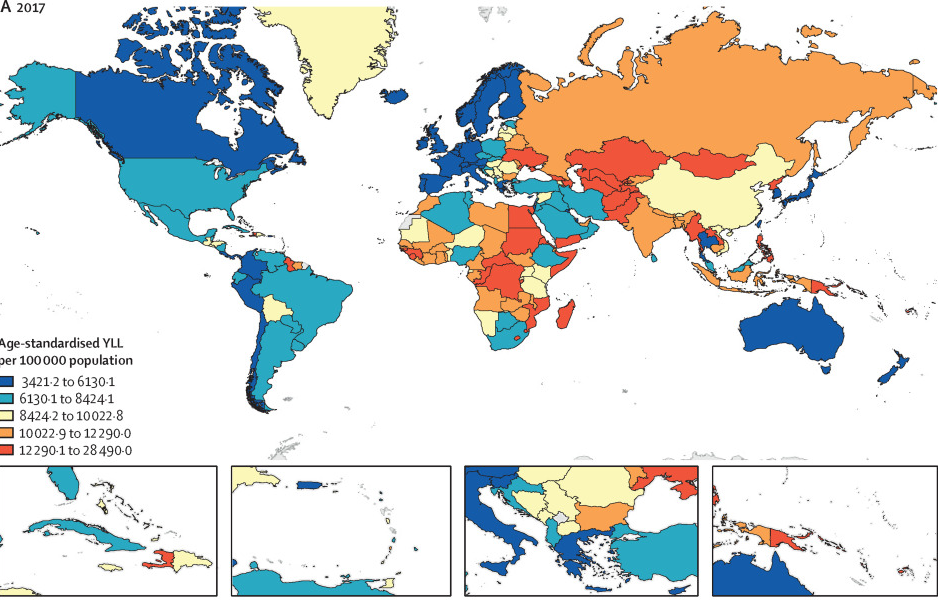 A 2017
Age-standardised YLL
per 100 000 population
3421·2 to 6130·1
6130·1 to 8424·1
8424·2 to 10 022·8
10 022·9 to 12 290·0
12 290·1 to 28 490·0